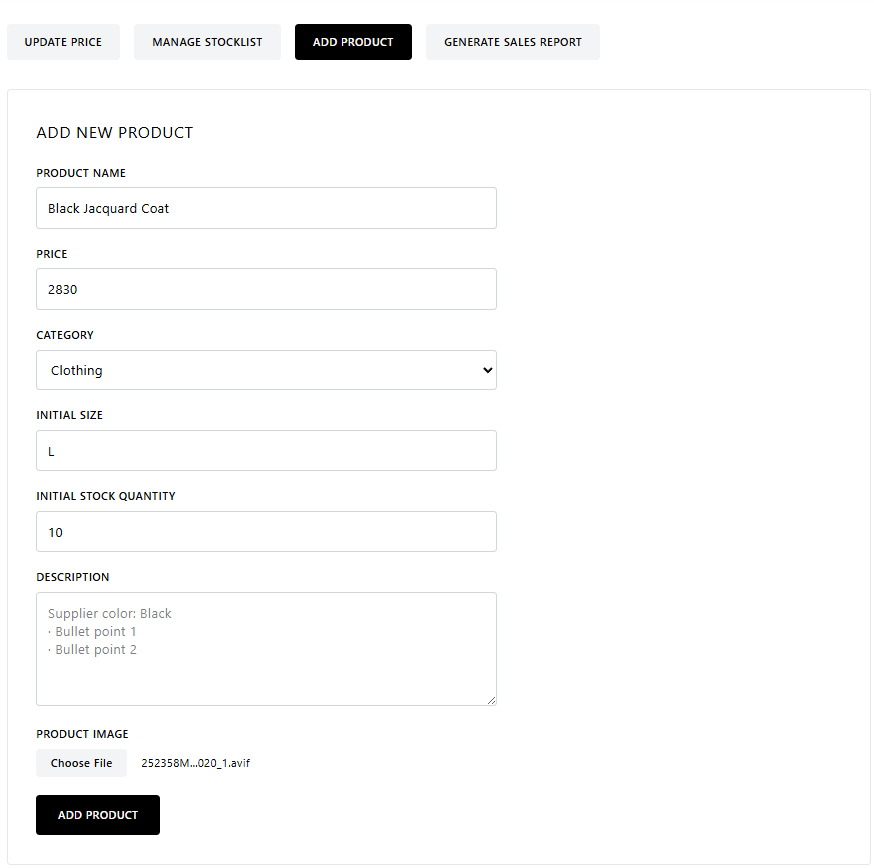 UPDATE PRICE MANAGE STOCKLIST ADD PRODUCT GENERATE SALES REPORT
ADD NEW PRODUCT
PRODUCT NAME
Black Jacquard Coat
PRICE
2830
CATEGORY
Clothing
INITIAL SIZE
L
INITIAL STOCK QUANTITY
10
DESCRIPTION
Supplier color: Black
· Bullet point 1
· Bullet point 2
PRODUCT IMAGE
Choose File 252358M...020_1.avif
ADD PRODUCT